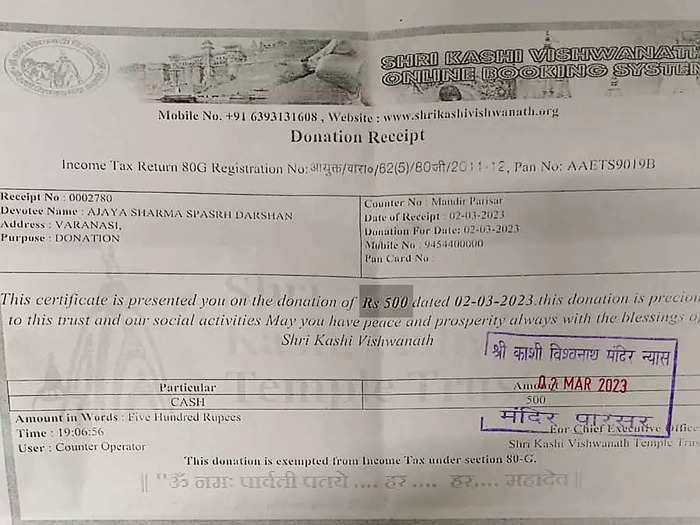 SHRI KASHI VISHWANATH
ONLINE BOOKING SYSTEM
Mobile No. +91 6393131608 , Website : www.shrikashivishwanath.org
Donation Receipt
Income Tax Return 80G Registration No: आयुक्त/वारा०/62(5)/80जी/2011-12, Pan No: AAETS9019B
Receipt No : 0002780
Devotee Name : AJAYA SHARMA SPASRH DARSHAN
Address : VARANASI,
Purpose : DONATION
Counter No : Mandir Parisar
Date of Receipt : 02-03-2023
Donation For Date: 02-03-2023
Mobile No : 9454400000
Pan Card No :
This certificate is presented you on the donation of Rs 500 dated 02-03-2023.this donation is precio
to this trust and our social activities May you have peace and prosperity always with the blessings o
Shri Kashi Vishwanath
श्री काशी विश्वनाथ मंदिर न्यास
02 MAR 2023
मंदिर परिसर
Particular Amount
CASH 500
Amount in Words : Five Hundred Rupees
Time : 19:06:56
User : Counter Operator
For Chief Executive Office
Shri Kashi Vishwanath Temple Trus
This donation is exempted from Income Tax under section 80-G.
|| "ॐ नमः पार्वती पतये .... हर .... हर.... महादेव ||